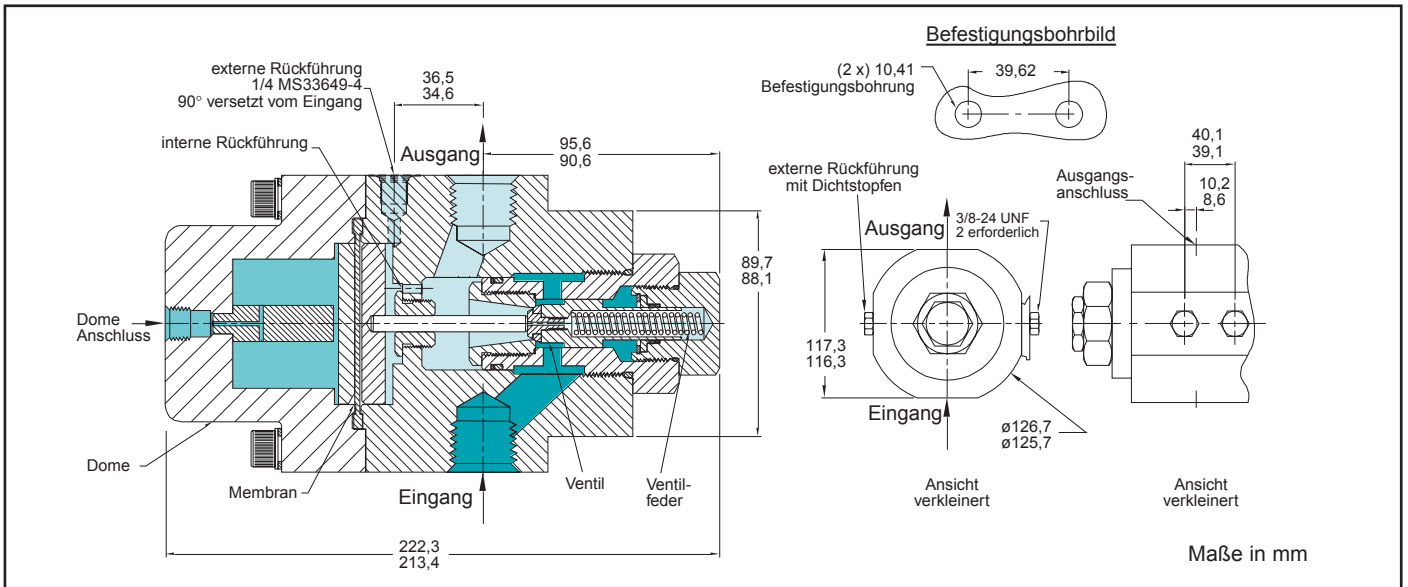 externe Rückführung
1/4 MS33649-4
90° versetzt vom Eingang
interne Rückführung
36,5
34,6
Ausgang
95,6
90,6
89,7
88,1
Dome
Anschluss
Dome
Membran
Eingang
Ventil
Ventil-
feder
222,3
213,4
Befestigungsbohrbild
(2 x) 10,41
Befestigungsbohrung
39,62
externe Rückführung
mit Dichtstopfen
Ausgang
3/8-24 UNF
2 erforderlich
117,3
116,3
Eingang
ø126,7
ø125,7
Ansicht
verkleinert
Ausgangs-
anschluss
40,1
39,1
10,2
8,6
Ansicht
verkleinert
Maße in mm